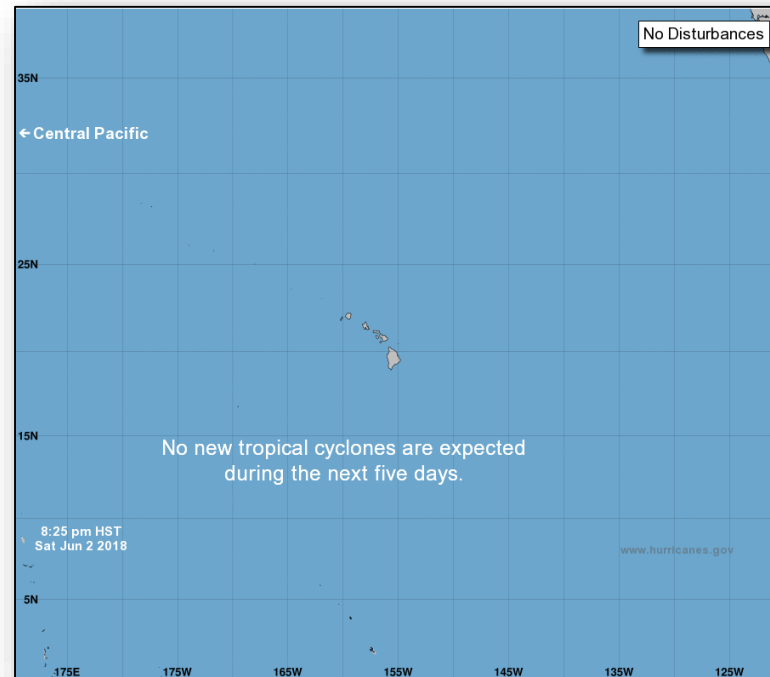 No Disturbances
35N
← Central Pacific
25N
15N
No new tropical cyclones are expected
during the next five days.
8:25 pm HST
Sat Jun 2 2018
www.hurricanes.gov
5N
175E 175W 165W 155W 145W 135W 125W